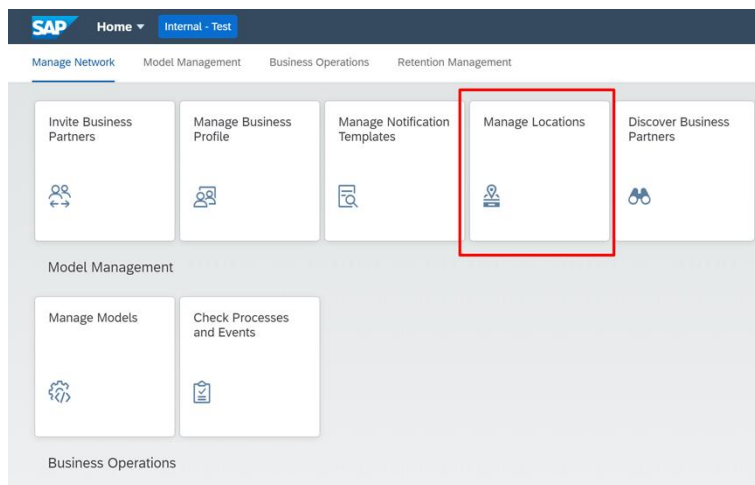 SAP Home Internal - Test
Manage Network Model Management Business Operations Retention Management
Invite Business
Partners
Manage Business
Profile
Manage Notification
Templates
Manage Locations
Discover Business
Partners
Model Management
Manage Models
Check Processes
and Events
Business Operations